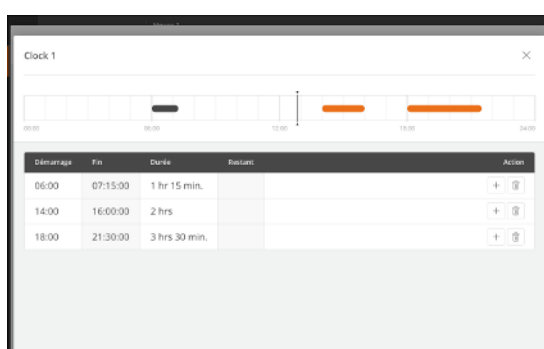 Clock 1
00:00 06:00 12:00 18:00 24:00
Démarrage Fin Durée Restant Action
06:00 07:15:00 1 hr 15 min.
14:00 16:00:00 2 hrs
18:00 21:30:00 3 hrs 30 min.